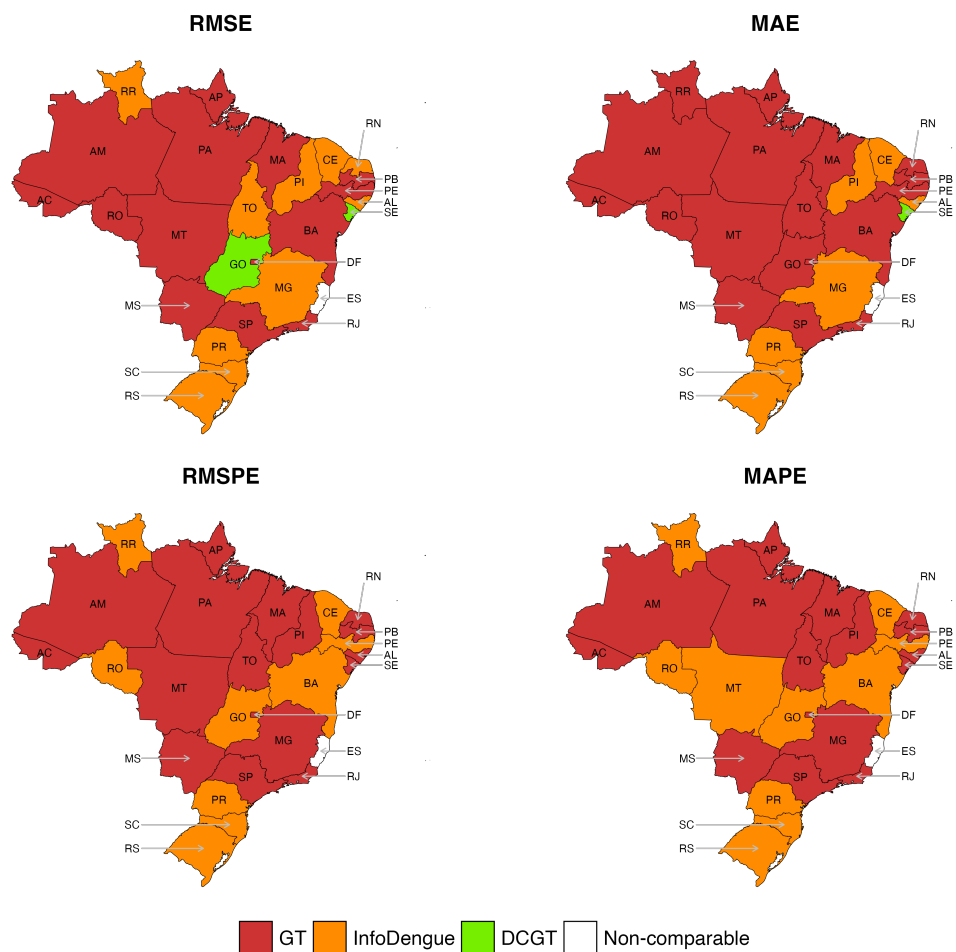 RMSE
RR
AP
AM
PA
MA
CE
RN
PI
PB
PE
AC
TO
AL
SE
RO
MT
BA
GO
DF
MG
MS
ES
SP
RJ
PR
SC
RS
MAE
RR
AP
AM
PA
MA
CE
RN
PI
PB
PE
AC
TO
AL
SE
RO
MT
BA
GO
DF
MG
MS
ES
SP
RJ
PR
SC
RS
RMSPE
RR
AP
AM
PA
MA
CE
RN
PI
PB
PE
AC
TO
AL
SE
RO
MT
BA
GO
DF
MG
MS
ES
SP
RJ
PR
SC
RS
MAPE
RR
AP
AM
PA
MA
CE
RN
PI
PB
PE
AC
TO
AL
SE
RO
MT
BA
GO
DF
MG
MS
ES
SP
RJ
PR
SC
RS
GT InfoDengue DCGT Non-comparable